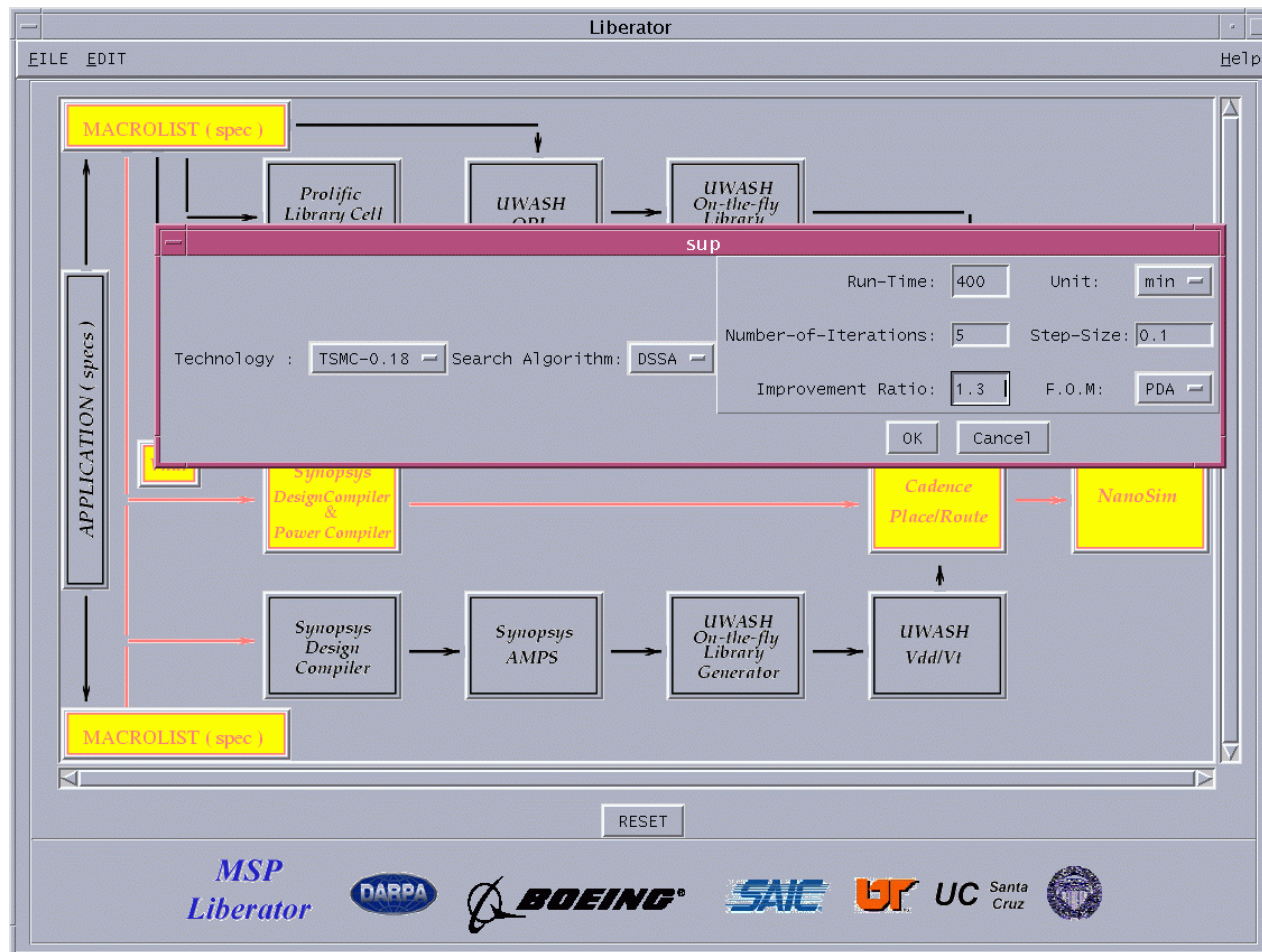 Liberator
FILE EDIT Help
MACROLIST ( spec )
Prolific
Library Cell
UWASH
UWASH
On-the-fly
Library
sup
Run-Time: 400 Unit: min
Number-of-Iterations: 5 Step-Size: 0.1
Technology : TSMC-0.18 Search Algorithm: DSSA
Improvement Ratio: 1.3 F.O.M: PDA
OK Cancel
APPLICATION ( specs )
Synopsys
DesignCompiler
&
Power Compiler
Cadence
Place/Route
NanoSim
Synopsys
Design
Compiler
Synopsys
AMPS
UWASH
On-the-fly
Library
Generator
UWASH
Vdd/Vt
MACROLIST ( spec )
RESET
MSP
Liberator
DARPA
BOEING®
SAIC
UT
UC Santa
Cruz